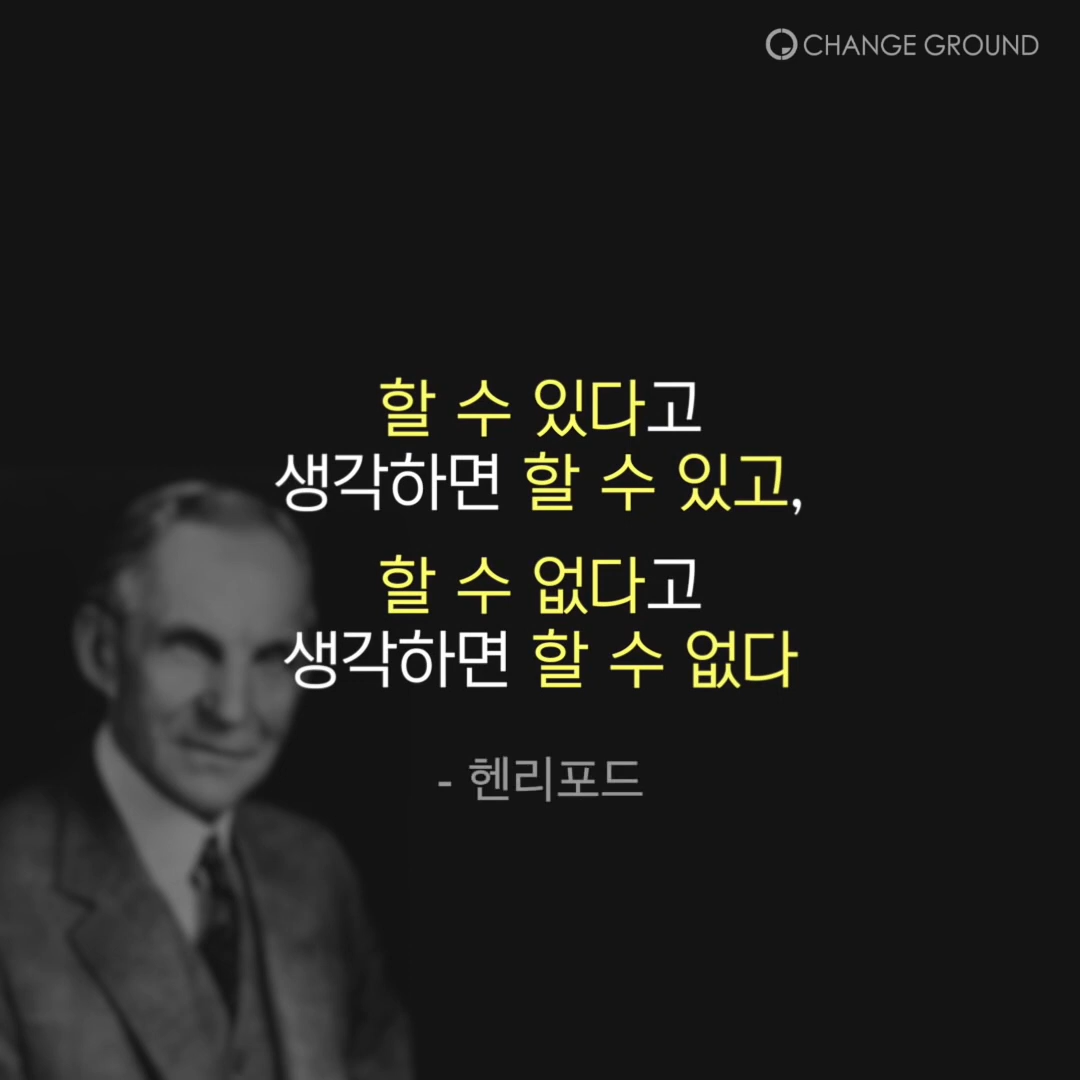 CHANGE GROUND
할 수 있다고
생각하면 할 수 있고,
할 수 없다고
생각하면 할 수 없다
- 헨리포드